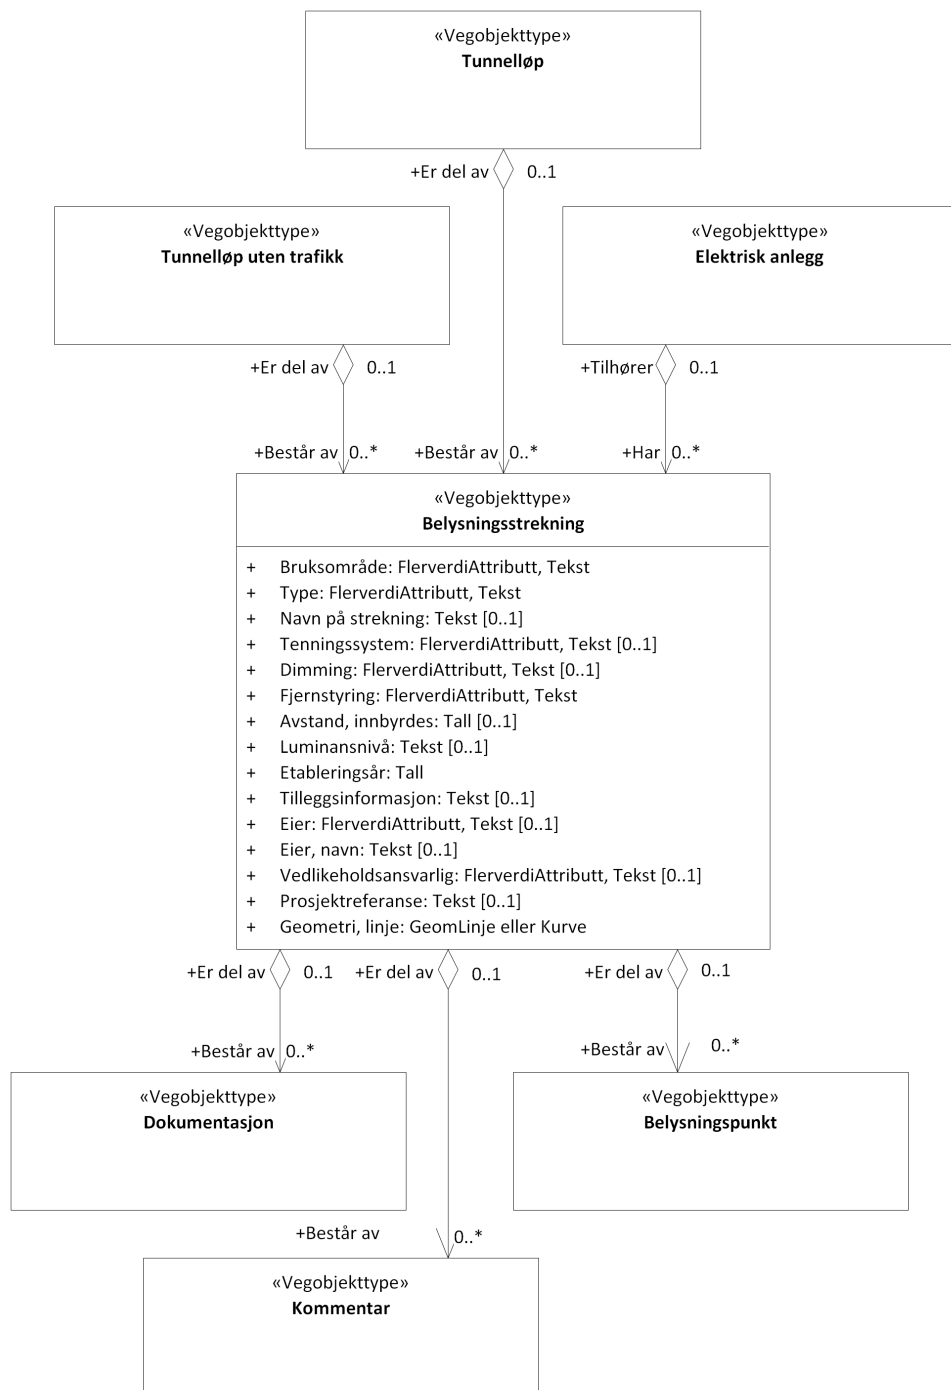 «Vegobjekttype»
Tunnelløp
+Er del av 0..1
«Vegobjekttype»
Tunnelløp uten trafikk
«Vegobjekttype»
Elektrisk anlegg
+Er del av 0..1
+Tilhører 0..1
+Består av 0..*
+Består av 0..*
+Har 0..*
«Vegobjekttype»
Belysningsstrekning
+ Bruksområde: FlerverdiAttributt, Tekst
+ Type: FlerverdiAttributt, Tekst
+ Navn på strekning: Tekst [0..1]
+ Tenningssystem: FlerverdiAttributt, Tekst [0..1]
+ Dimming: FlerverdiAttributt, Tekst [0..1]
+ Fjernstyring: FlerverdiAttributt, Tekst
+ Avstand, innbyrdes: Tall [0..1]
+ Luminansnivå: Tekst [0..1]
+ Etableringsår: Tall
+ Tilleggsinformasjon: Tekst [0..1]
+ Eier: FlerverdiAttributt, Tekst [0..1]
+ Eier, navn: Tekst [0..1]
+ Vedlikeholdsansvarlig: FlerverdiAttributt, Tekst [0..1]
+ Prosjektreferanse: Tekst [0..1]
+ Geometri, linje: GeomLinje eller Kurve
+Er del av 0..1
+Er del av 0..1
+Er del av 0..1
+Består av 0..*
+Består av 0..*
«Vegobjekttype»
Dokumentasjon
«Vegobjekttype»
Belysningspunkt
+Består av 0..*
«Vegobjekttype»
Kommentar